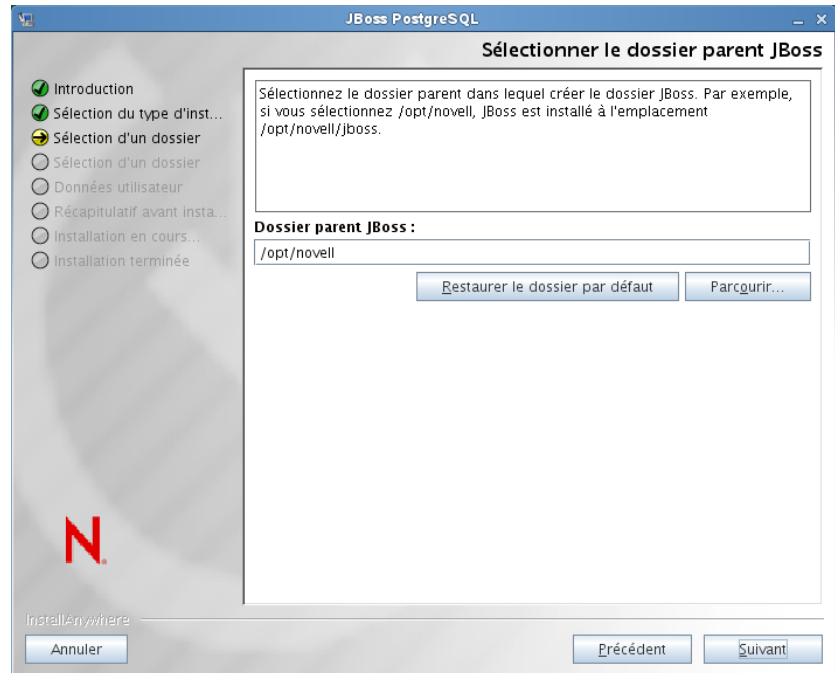 JBoss PostgreSQL
Sélectionner le dossier parent JBoss
Introduction
Sélection du type d'inst...
Sélection d'un dossier
Sélection d'un dossier
Données utilisateur
Récapitulatif avant insta...
Installation en cours...
Installation terminée
Sélectionnez le dossier parent dans lequel créer le dossier JBoss. Par exemple,
si vous sélectionnez /opt/novell, JBoss est installé à l'emplacement
/opt/novell/jboss.
Dossier parent JBoss :
/opt/novell
Restaurer le dossier par défaut
Parcourir...
N
InstallAnywhere
Annuler
Précédent
Suivant